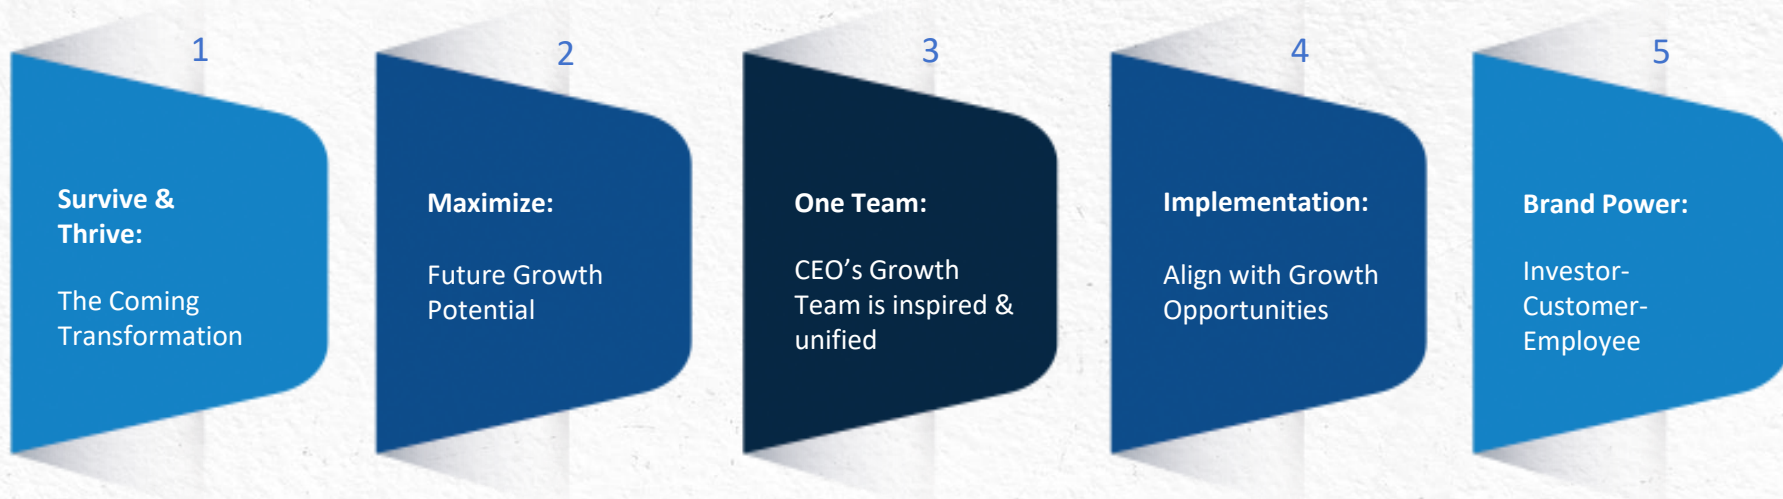 1
Survive &
Thrive:
The Coming
Transformation
2
Maximize:
Future Growth
Potential
3
One Team:
CEO’s Growth
Team is inspired &
unified
4
Implementation:
Align with Growth
Opportunities
5
Brand Power:
Investor-
Customer-
Employee